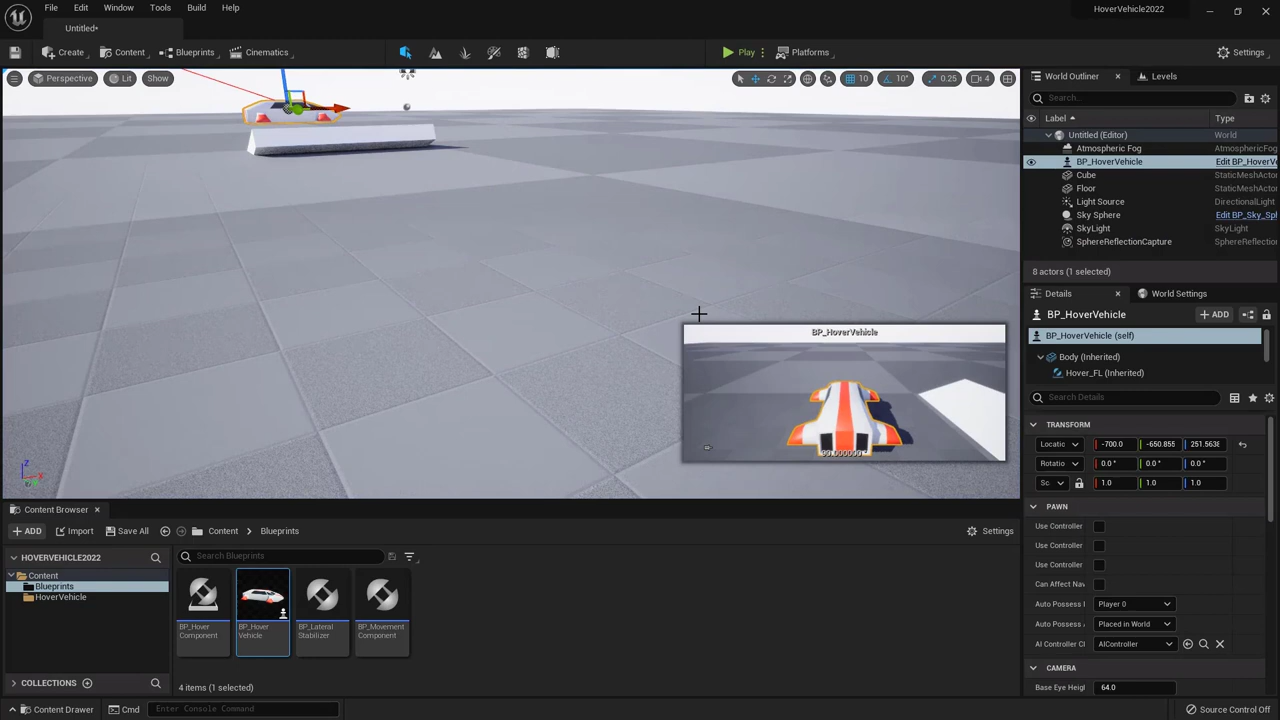 File Edit Window Tools Build Help
HoverVehicle2022
Untitled*
Create Content Blueprints Cinematics Play Platforms Settings
Perspective Lit Show 10 10° 0.25 4
World Outliner Levels
Search...
Label Type
Untitled (Editor) World
Atmospheric Fog AtmosphericFog
BP_HoverVehicle Edit BP_HoverV
Cube StaticMeshActor
Floor StaticMeshActor
Light Source DirectionalLight
Sky Sphere Edit BP_Sky_Sph
SkyLight SkyLight
SphereReflectionCapture SphereReflection
8 actors (1 selected)
Details World Settings
BP_HoverVehicle ADD
BP_HoverVehicle (self)
Body (Inherited)
Hover_FL (Inherited)
Search Details
TRANSFORM
Locatic -700.0 -650.855
Rotatio 0.0 ° 0.0 ° 0.0 °
Sc. 1.0 1.0 1.0
PAWN
Use Controller
Use Controller
Use Controller
Can Affect Nav
Auto Possess Player 0
Auto Possess Placed in World
AI Controller Cl AIController
CAMERA
Base Eye Heigh 64.0
BP_HoverVehicle
Z
X
Content Browser
ADD Import Save All Content Blueprints Settings
HOVERVEHICLE2022
Search Blueprints
Content
Blueprints
HoverVehicle
BP_Hover
Component
BP_Hover
Vehicle
BP_Lateral
Stabilizer
BP_Movement
Component
COLLECTIONS
4 items (1 selected)
Content Drawer Cmd Enter Console Command Source Control Off